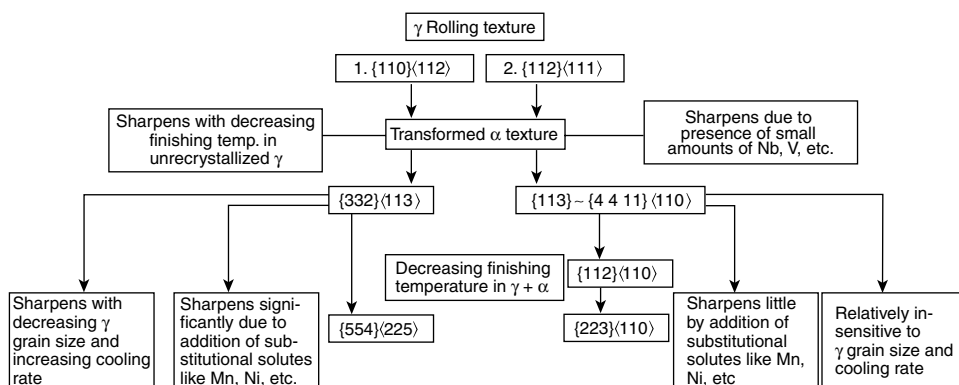 γ Rolling texture
1. {110}⟨112⟩
2. {112}⟨111⟩
Sharpens with decreasing
finishing temp. in
unrecrystallized γ
Transformed α texture
Sharpens due to
presence of small
amounts of Nb, V, etc.
{332}⟨113⟩
{113} ~ {4 4 11}⟨110⟩
Decreasing finishing
temperature in γ + α
{112}⟨110⟩
Sharpens with
decreasing γ
grain size and
increasing cooling
rate
Sharpens signi-
ficantly due to
addition of sub-
stitutional solutes
like Mn, Ni, etc.
{554}⟨225⟩
{223}⟨110⟩
Sharpens little
by addition of
substitutional
solutes like Mn,
Ni, etc
Relatively in-
sensitive to
γ grain size and
cooling rate